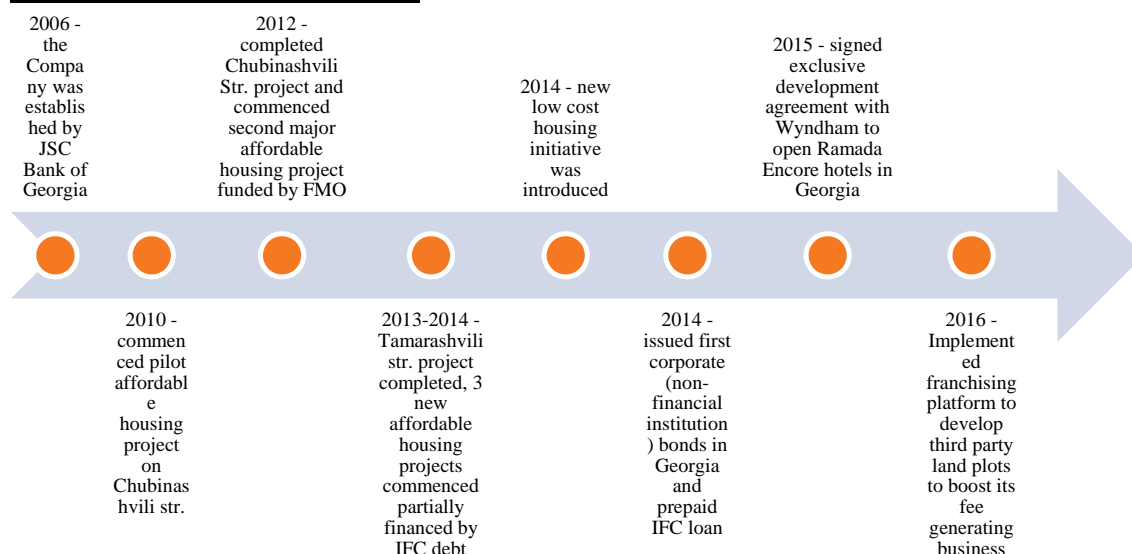 2006 -
the
Compa
ny was
establis
hed by
JSC
Bank of
Georgia
2010 -
commen
ced pilot
affordabl
e
housing
project
on
Chubinas
hvili str.
2012 -
completed
Chubinashvili
Str. project and
commenced
second major
affordable
housing project
funded by FMO
2013-2014 -
Tamarashvili
str. project
completed, 3
new
affordable
housing
projects
commenced
partially
financed by
IFC debt
2014 - new
low cost
housing
initiative
was
introduced
2014 -
issued first
corporate
(non-
financial
institution
) bonds in
Georgia
and
prepaid
IFC loan
2015 - signed
exclusive
development
agreement with
Wyndham to
open Ramada
Encore hotels in
Georgia
2016 -
Implement
ed
franchising
platform to
develop
third party
land plots
to boost its
fee
generating
business